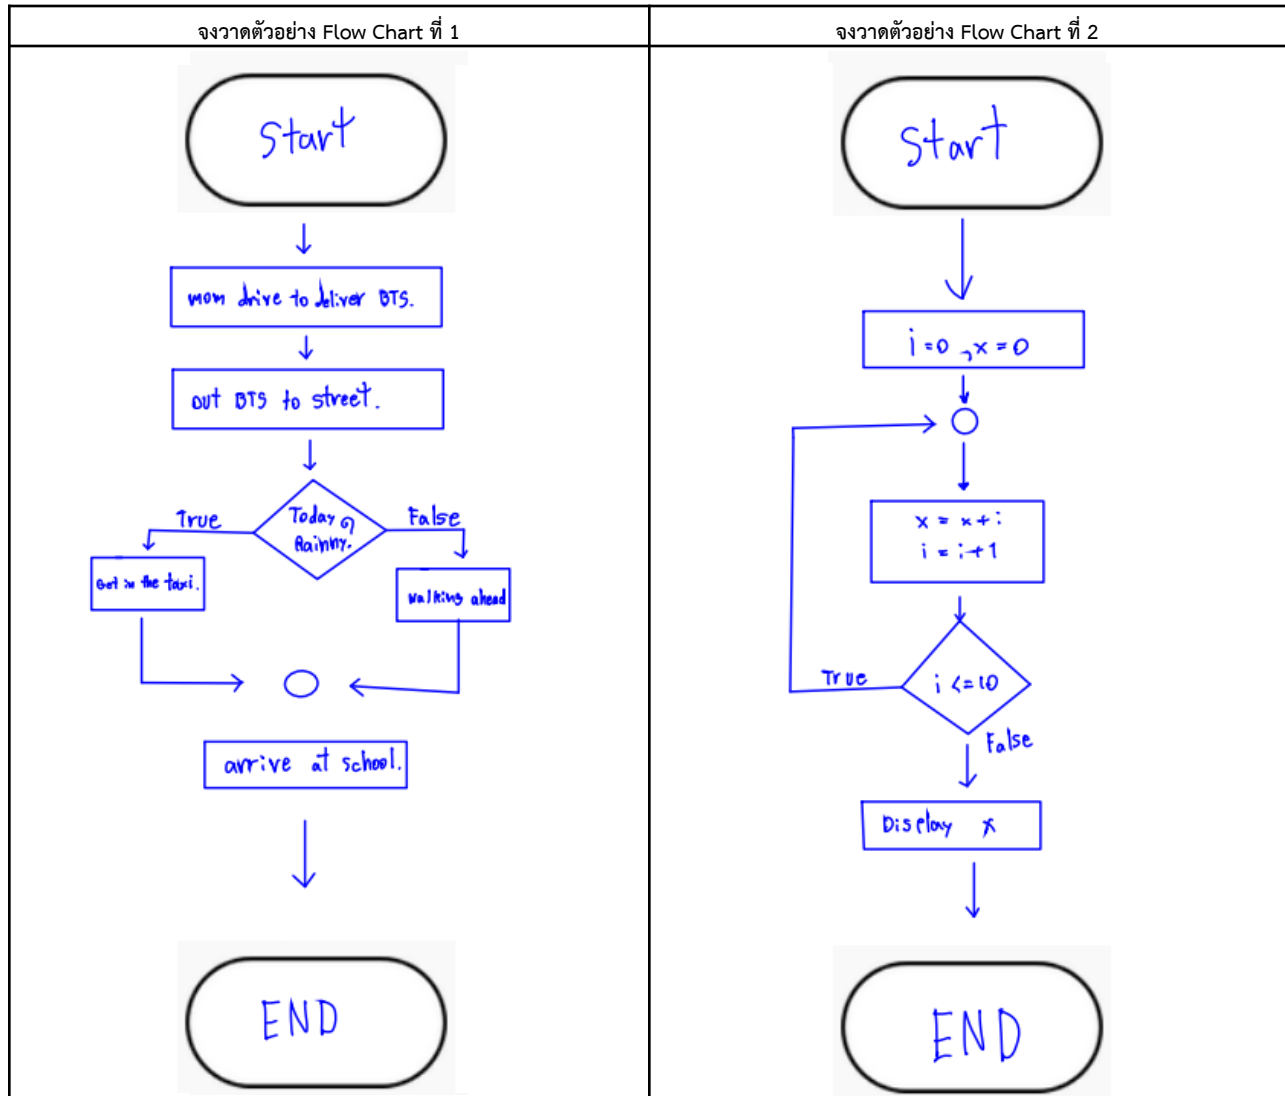 จงวาดตัวอย่าง Flow Chart ที่ 1
Start
mom drive to deliver BTS.
out BTS to street.
Today
Rainny.
True
False
Get in the taxi.
walking ahead
arrive at school.
END
จงวาดตัวอย่าง Flow Chart ที่ 2
Start
i=0, x=0
x = x+i
i = i+1
i <=10
True
False
Display x
END